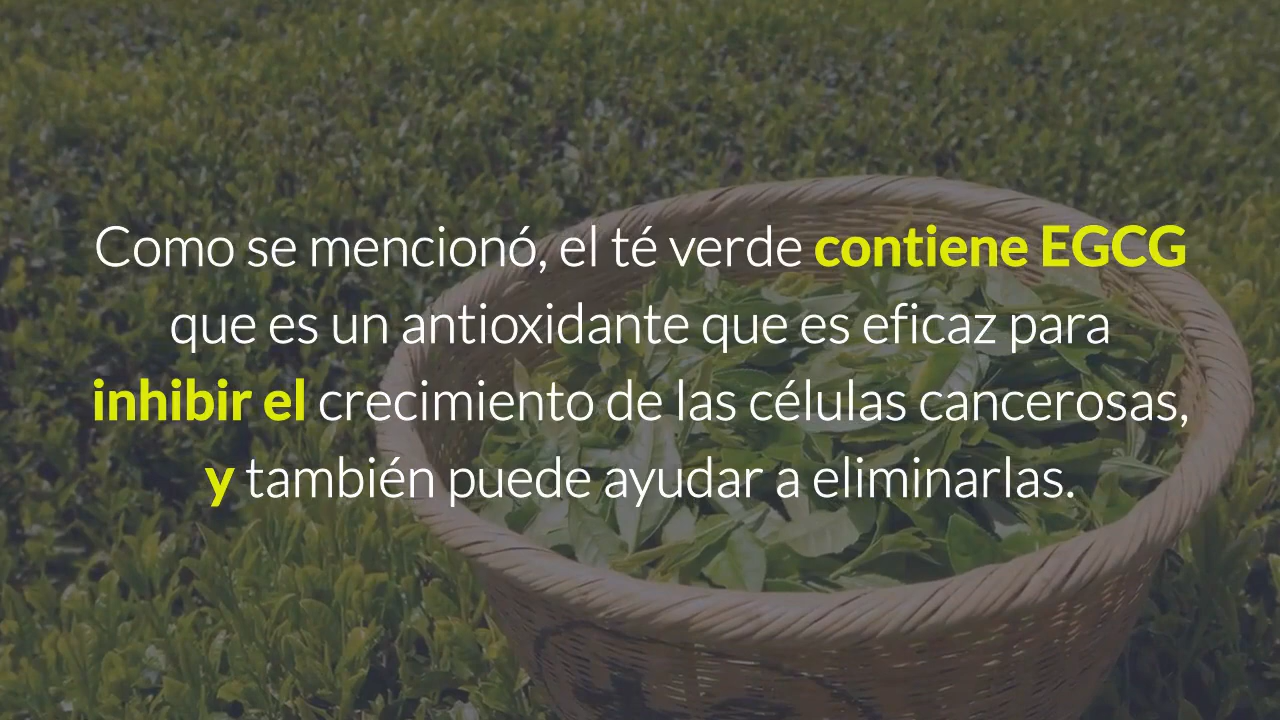 Como se mencionó, el té verde contiene EGCG
que es un antioxidante que es eficaz para
inhibir el crecimiento de las células cancerosas,
y también puede ayudar a eliminarlas.